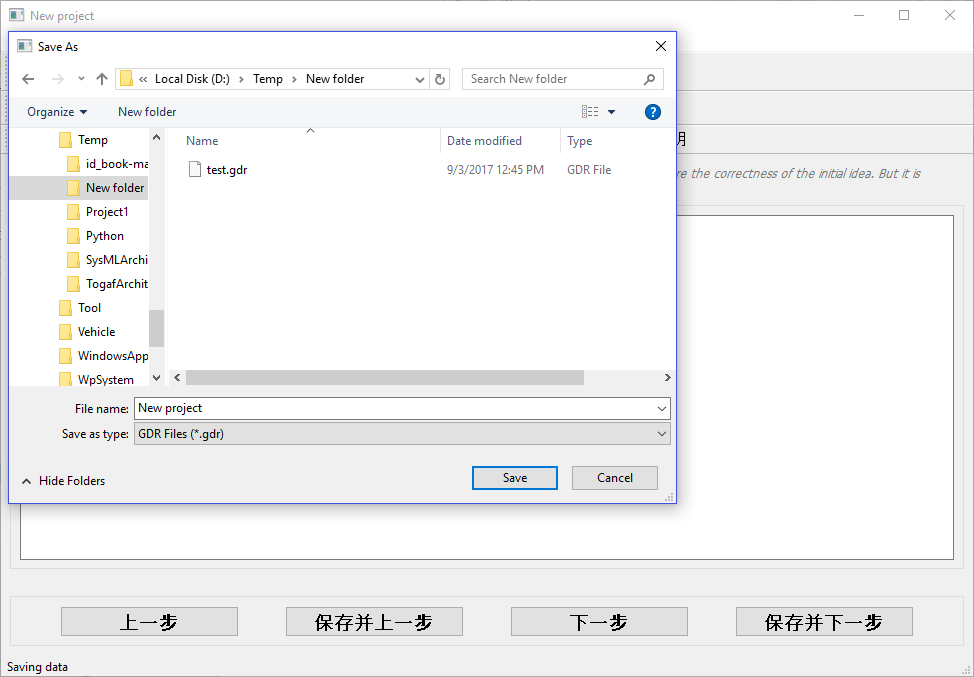 New project
Save As
« Local Disk (D:) › Temp › New folder
Search New folder
Organize
New folder
Name
Date modified
Type
test.gdr
9/3/2017 12:45 PM
GDR File
Temp
id_book-ma
New folder
Project1
Python
SysMLArchi
TogafArchit
Tool
Vehicle
WindowsApp
WpSystem
月
re the correctness of the initial idea. But it is
File name:
New project
Save as type:
GDR Files (*.gdr)
Hide Folders
Save
Cancel
上一步
保存并上一步
下一步
保存并下一步
Saving data